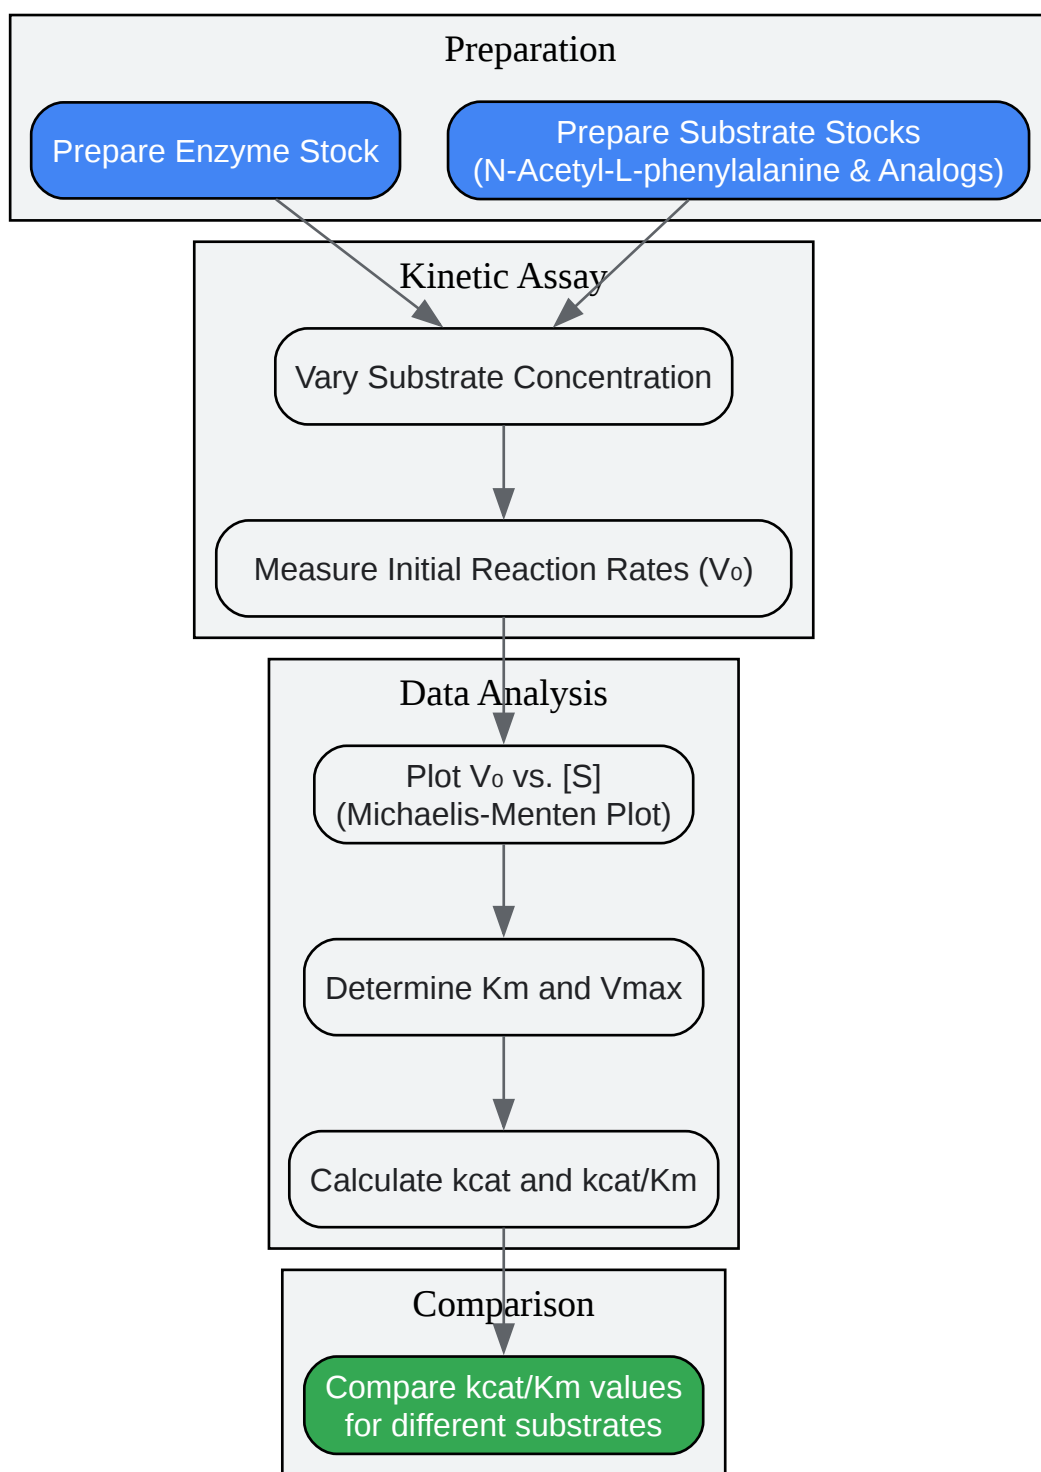 Preparation
Prepare Enzyme Stock
Prepare Substrate Stocks
(N-Acetyl-L-phenylalanine & Analogs)
Kinetic Assay
Vary Substrate Concentration
Measure Initial Reaction Rates (V₀)
Data Analysis
Plot V₀ vs. [S]
(Michaelis-Menten Plot)
Determine Km and Vmax
Calculate kcat and kcat/Km
Comparison
Compare kcat/Km values
for different substrates